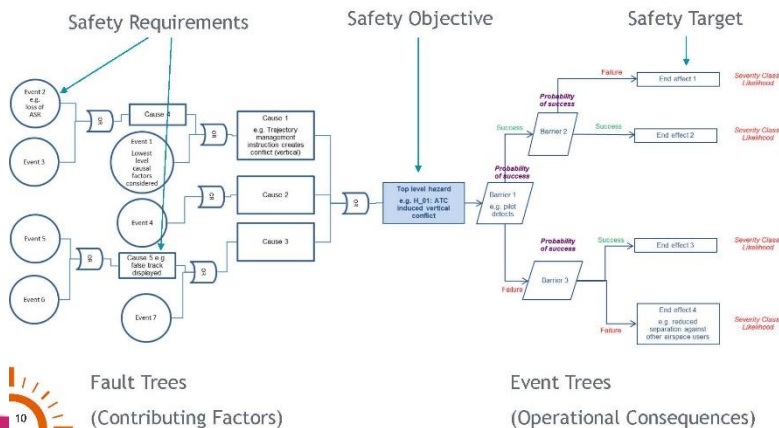 Safety Requirements
Safety Objective
Safety Target
Event 2
e.g.
loss of
ASR
Event 3
OR
Cause 4
Event 1
Lowest
level
causal
factors
considered
OR
Cause 1
e.g. Trajectory
management
instruction creates
conflict (vertical)
Event 4
OR
Cause 2
Cause 3
OR
Event 5
Event 6
OR
Cause 5 e.g.
false track
displayed
Event 7
OR
Top level hazard
e.g. H_01: ATC
induced vertical
conflict
Probability
of success
Barrier 1
e.g. pilot
detects
Success
Failure
Probability
of success
Barrier 2
Failure
End effect 1
Severity Class
Likelihood
Success
End effect 2
Severity Class
Likelihood
Probability
of success
Barrier 3
Success
End effect 3
Severity Class
Likelihood
Failure
End effect 4
e.g. reduced
separation against
other airspace users
Severity Class
Likelihood
10
Fault Trees
(Contributing Factors)
Event Trees
(Operational Consequences)